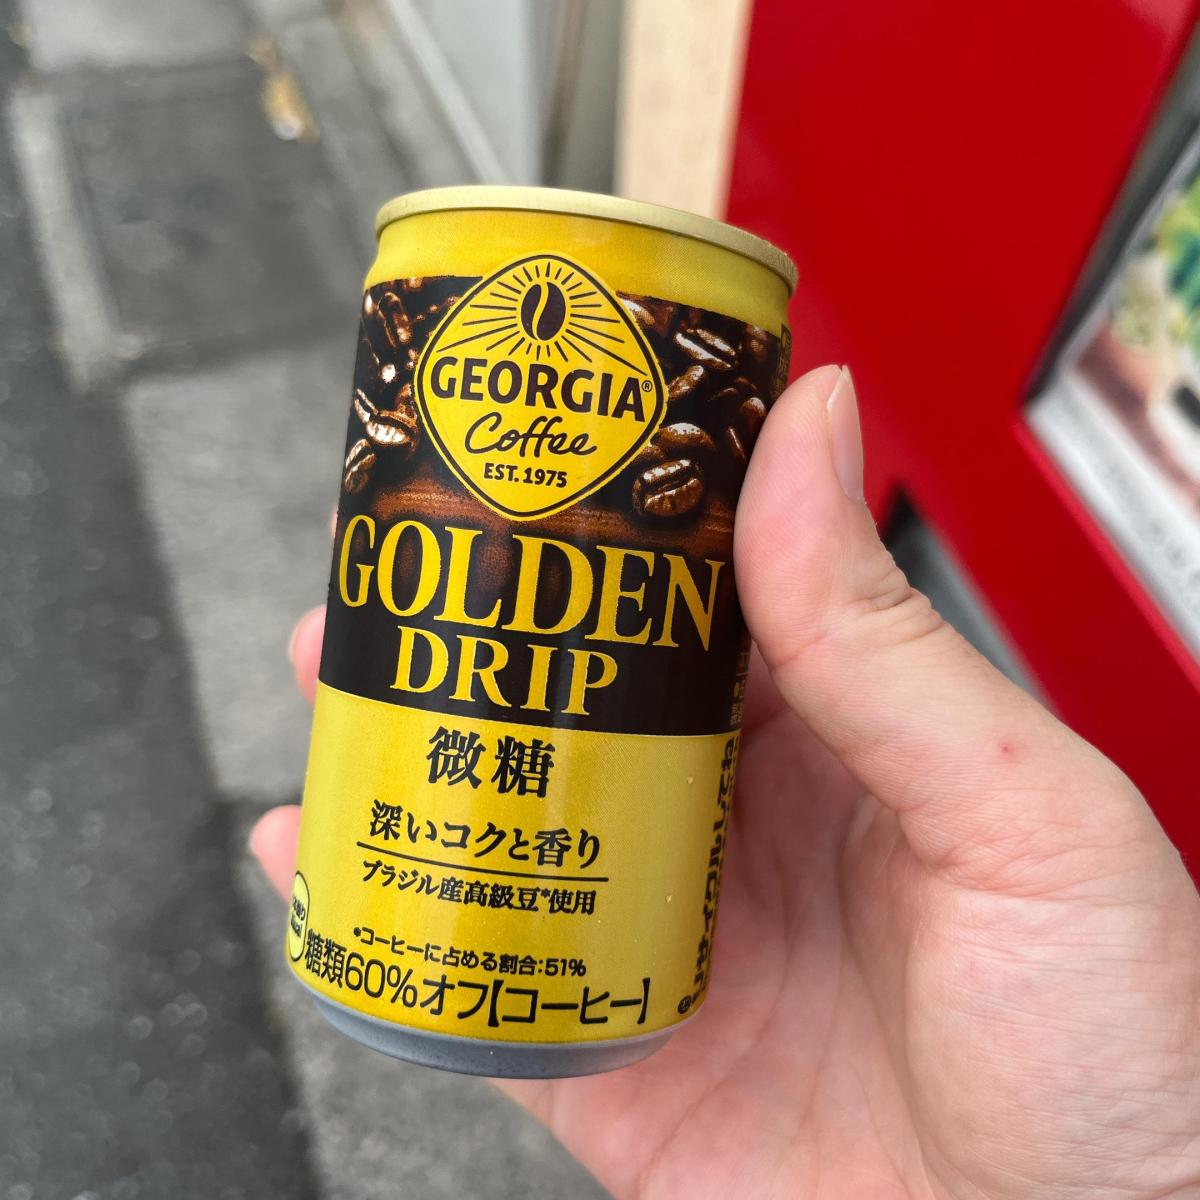 GEORGIA®
Coffee
EST. 1975
GOLDEN
DRIP
微糖
深いコクと香り
ブラジル産高級豆*使用
*コーヒーに占める割合:51%
糖類60%オフ【コーヒー】